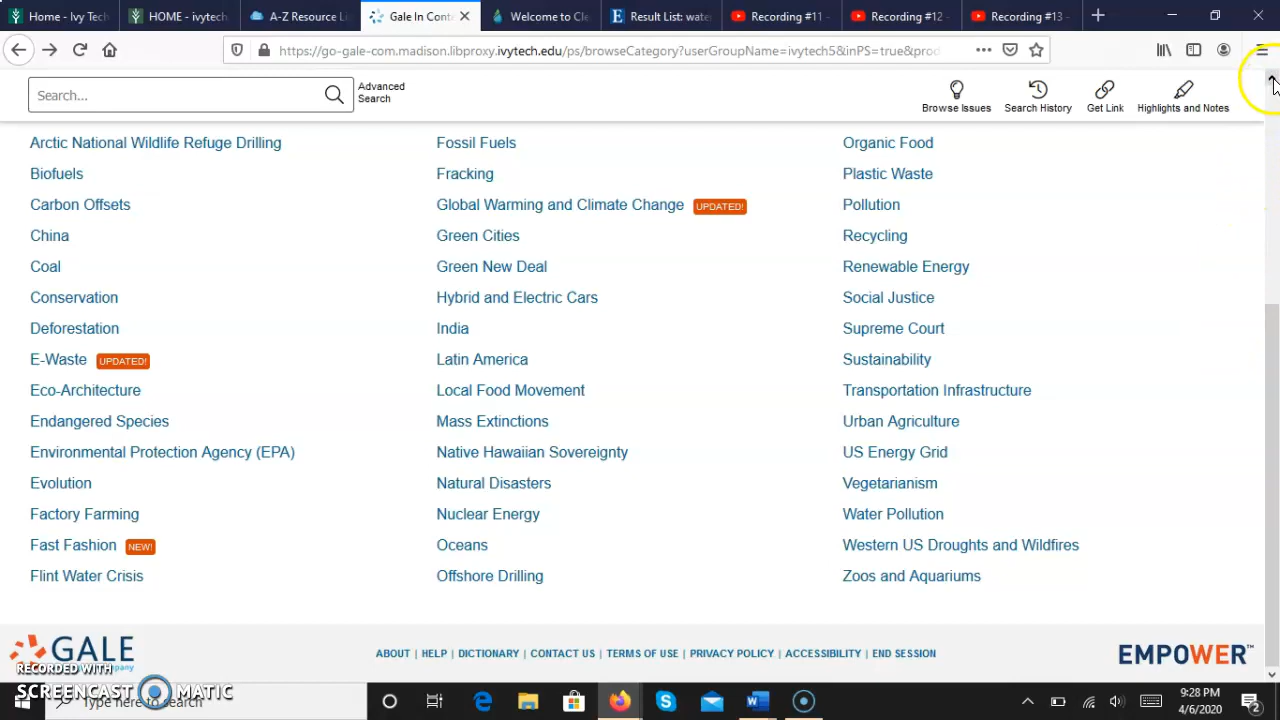 Home - Ivy Tech
HOME - ivytech
A-Z Resource Li
Gale In Conte
Welcome to Cle
Result List: wate
Recording #11 -
Recording #12 -
Recording #13 -
https://go-gale-com.madison.libproxy.ivytech.edu/ps/browseCategory?userGroupName=ivytech5&inPS=true&prod
Search...
Advanced
Search
Browse Issues
Search History
Get Link
Highlights and Notes
Arctic National Wildlife Refuge Drilling
Biofuels
Carbon Offsets
China
Coal
Conservation
Deforestation
E-Waste UPDATED!
Eco-Architecture
Endangered Species
Environmental Protection Agency (EPA)
Evolution
Factory Farming
Fast Fashion NEW!
Flint Water Crisis
Fossil Fuels
Fracking
Global Warming and Climate Change UPDATED!
Green Cities
Green New Deal
Hybrid and Electric Cars
India
Latin America
Local Food Movement
Mass Extinctions
Native Hawaiian Sovereignty
Natural Disasters
Nuclear Energy
Oceans
Offshore Drilling
Organic Food
Plastic Waste
Pollution
Recycling
Renewable Energy
Social Justice
Supreme Court
Sustainability
Transportation Infrastructure
Urban Agriculture
US Energy Grid
Vegetarianism
Water Pollution
Western US Droughts and Wildfires
Zoos and Aquariums
GALE
ABOUT | HELP | DICTIONARY | CONTACT US | TERMS OF USE | PRIVACY POLICY | ACCESSIBILITY | END SESSION
EMPOWER™
RECORDED WITH
SCREENCAST MATIC
Type here to search
9:28 PM
4/6/2020
2